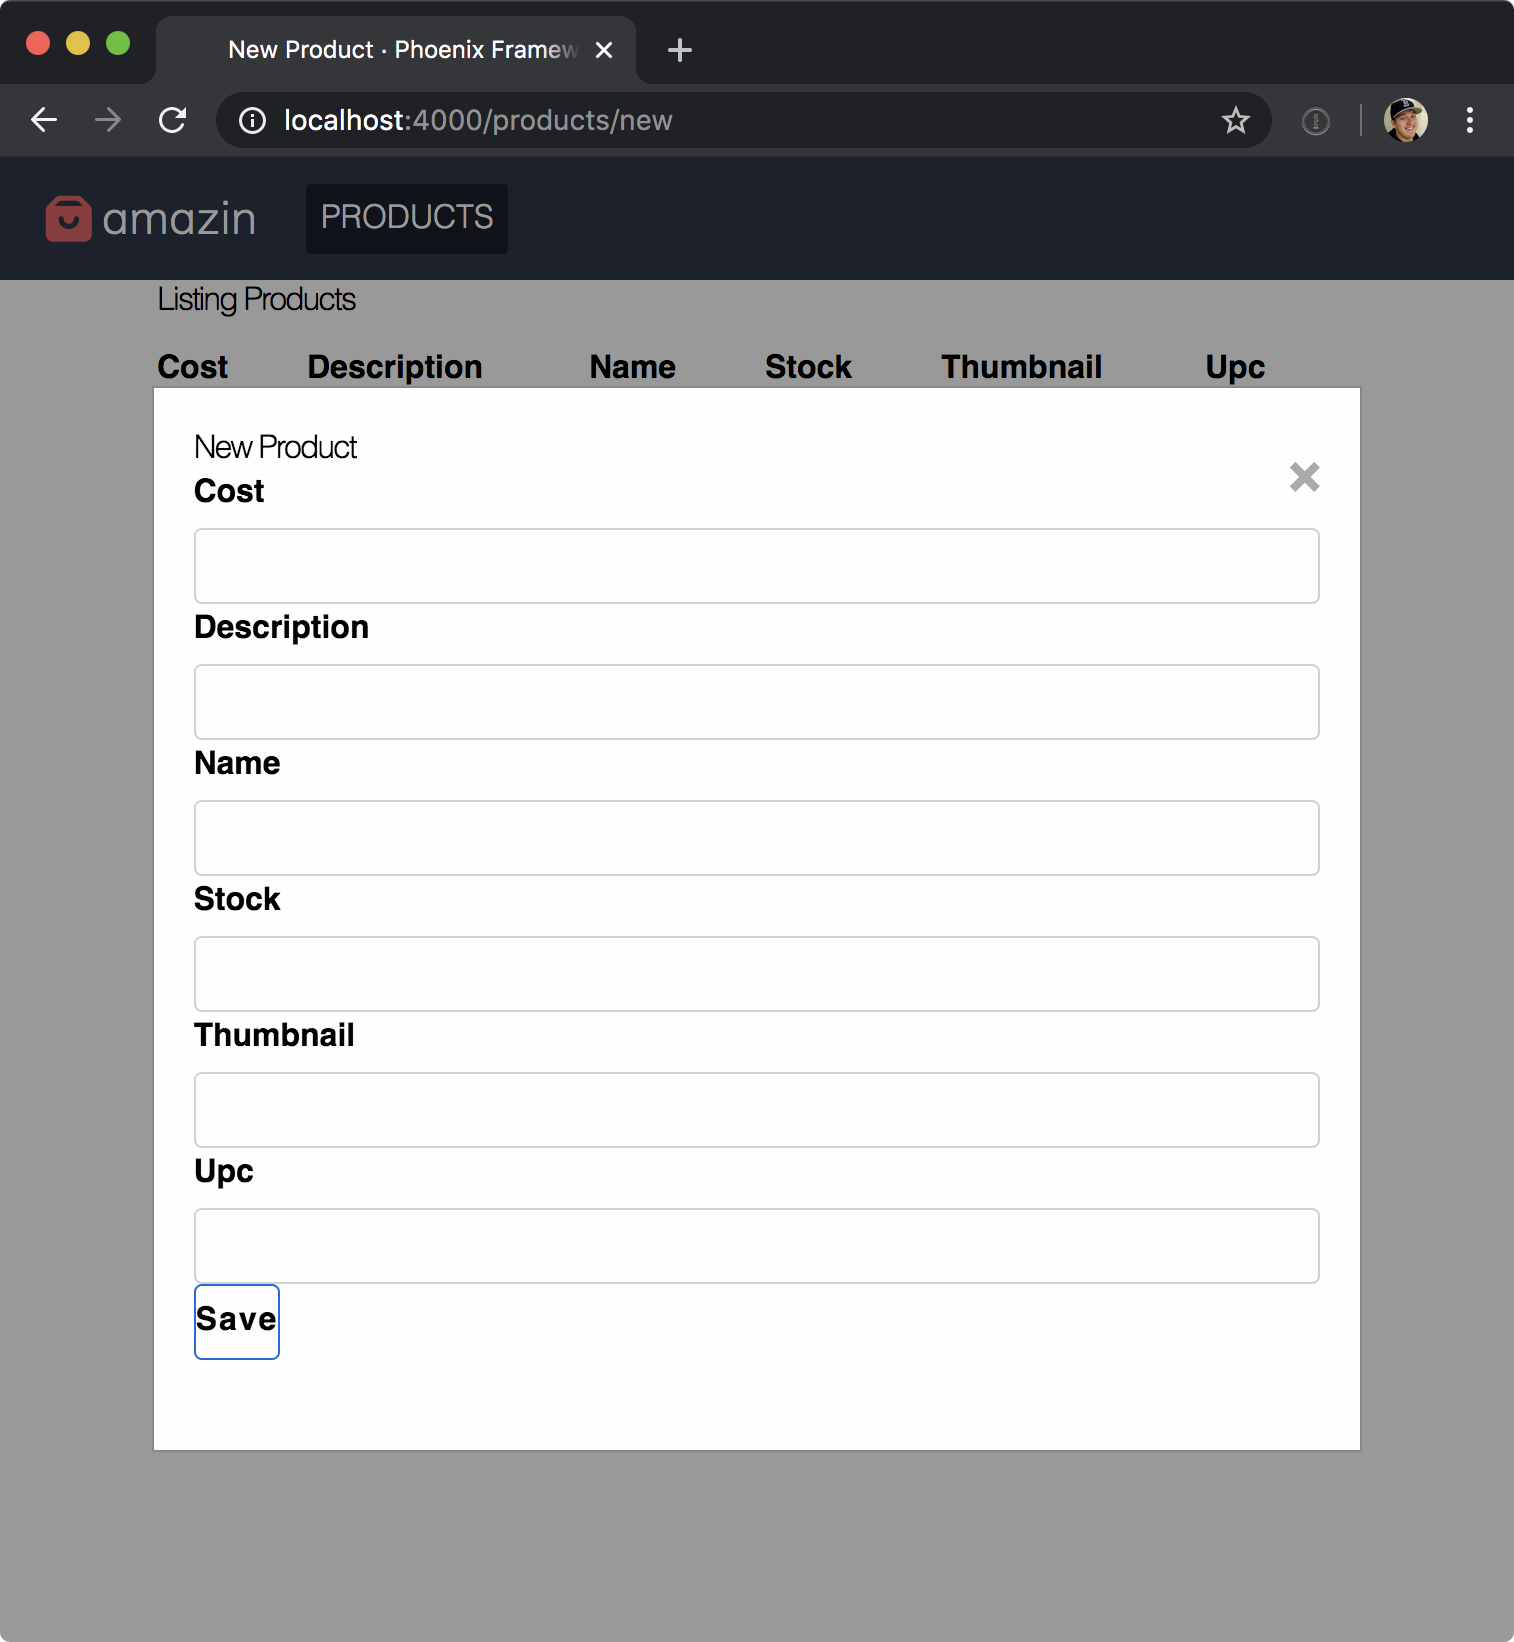 New Product · Phoenix Framew
localhost:4000/products/new
amazin PRODUCTS
Listing Products
Cost Description Name Stock Thumbnail Upc
New Product
Cost
Description
Name
Stock
Thumbnail
Upc
Save